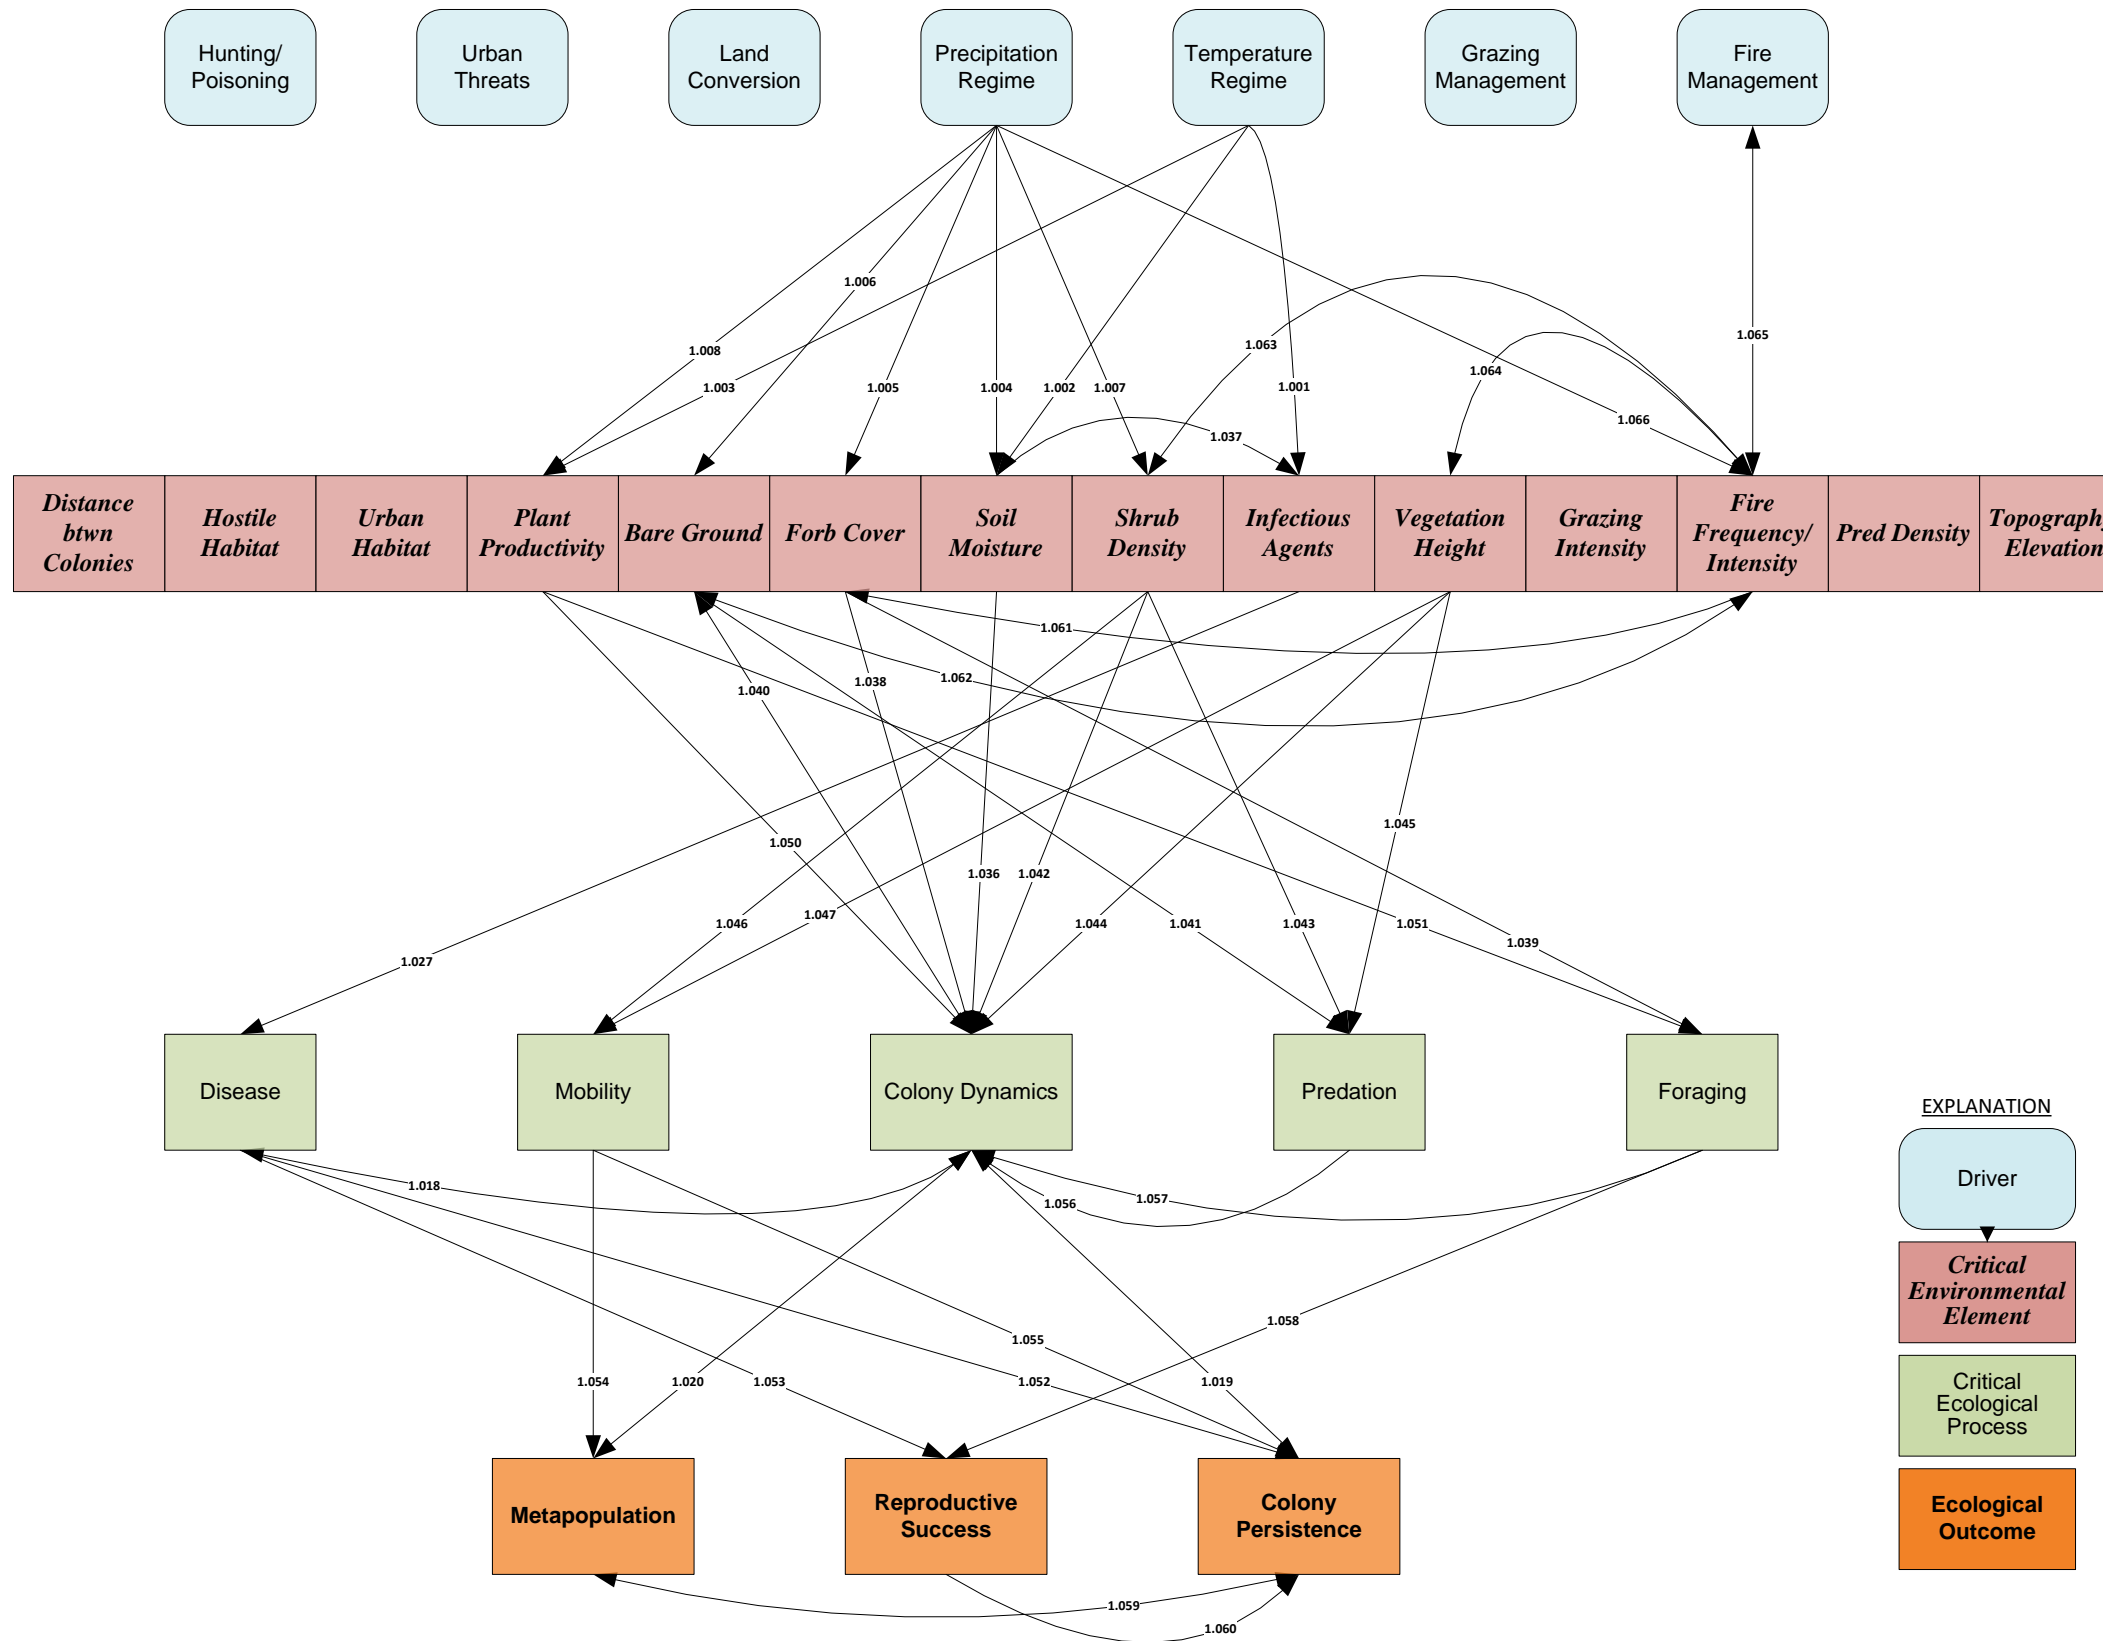 Hunting/
Poisoning
Urban
Threats
Land
Conversion
Precipitation
Regime
Temperature
Regime
Grazing
Management
Fire
Management
1.006
1.008
1.065
1.063
1.064
1.003
1.005
1.004
1.002
1.007
1.001
1.066
1.037
Distance
btwn
Colonies
Hostile
Habitat
Urban
Habitat
Plant
Productivity
Bare Ground
Forb Cover
Soil
Moisture
Shrub
Density
Infectious
Agents
Vegetation
Height
Grazing
Intensity
Fire
Frequency/
Intensity
Pred Density
Topography
Elevation
1.061
1.062
1.038
1.040
1.050
1.045
1.036
1.042
1.047
1.046
1.044
1.041
1.043
1.051
1.039
1.027
Disease
Mobility
Colony Dynamics
Predation
Foraging
1.018
1.056
1.057
1.058
1.055
1.054
1.020
1.053
1.052
1.019
Metapopulation
Reproductive
Success
Colony
Persistence
1.059
1.060
EXPLANATION
Driver
Critical
Environmental
Element
Critical
Ecological
Process
Ecological
Outcome